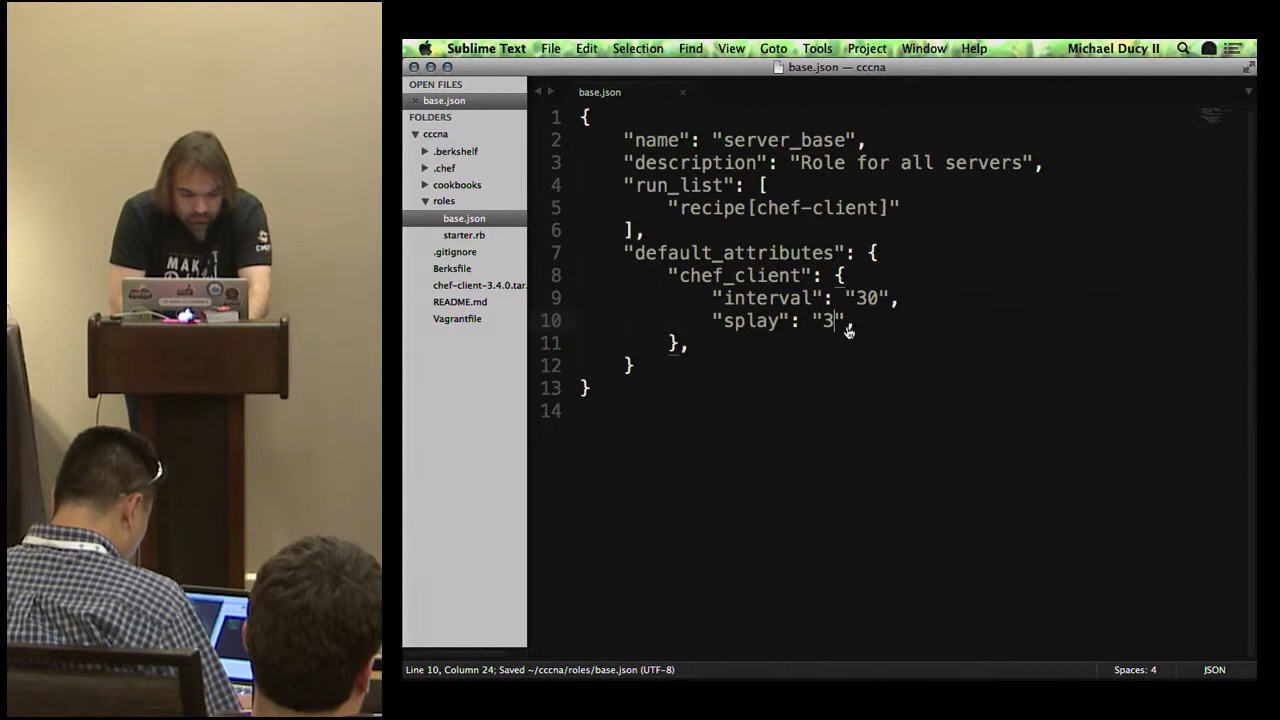 Sublime Text File Edit Selection Find View Goto Tools Project Window Help Michael Ducy II
base.json — cccna
OPEN FILES
base.json
FOLDERS
cccna
.berkshelf
.chef
cookbooks
roles
base.json
starter.rb
.gitignore
Berksfile
chef-client-3.4.0.tar.
README.md
Vagrantfile
base.json
1 {
2 "name": "server_base",
3 "description": "Role for all servers",
4 "run_list": [
5 "recipe[chef-client]"
6 ],
7 "default_attributes": {
8 "chef_client": {
9 "interval": "30",
10 "splay": "3",
11 },
12 }
13 }
14
Line 10, Column 24; Saved ~/cccna/roles/base.json (UTF-8) Spaces: 4 JSON
CHEF